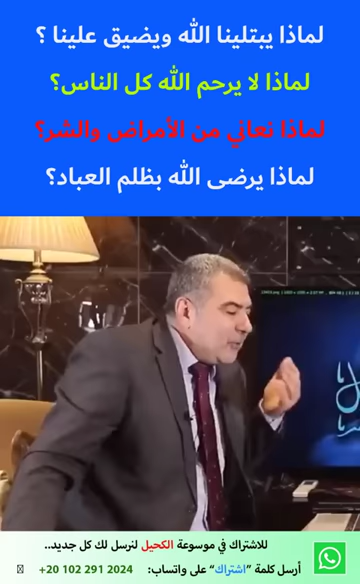 لماذا يبتلينا الله ويضيق علينا ؟
لماذا لا يرحم الله كل الناس؟
لماذا نعاني من الأمراض والشر؟
لماذا يرضى الله بظلم العباد؟
للاشتراك في موسوعة الكحيل لنرسل لك كل جديد..
أرسل كلمة ”اشتراك“ على واتساب: +20 102 291 2024